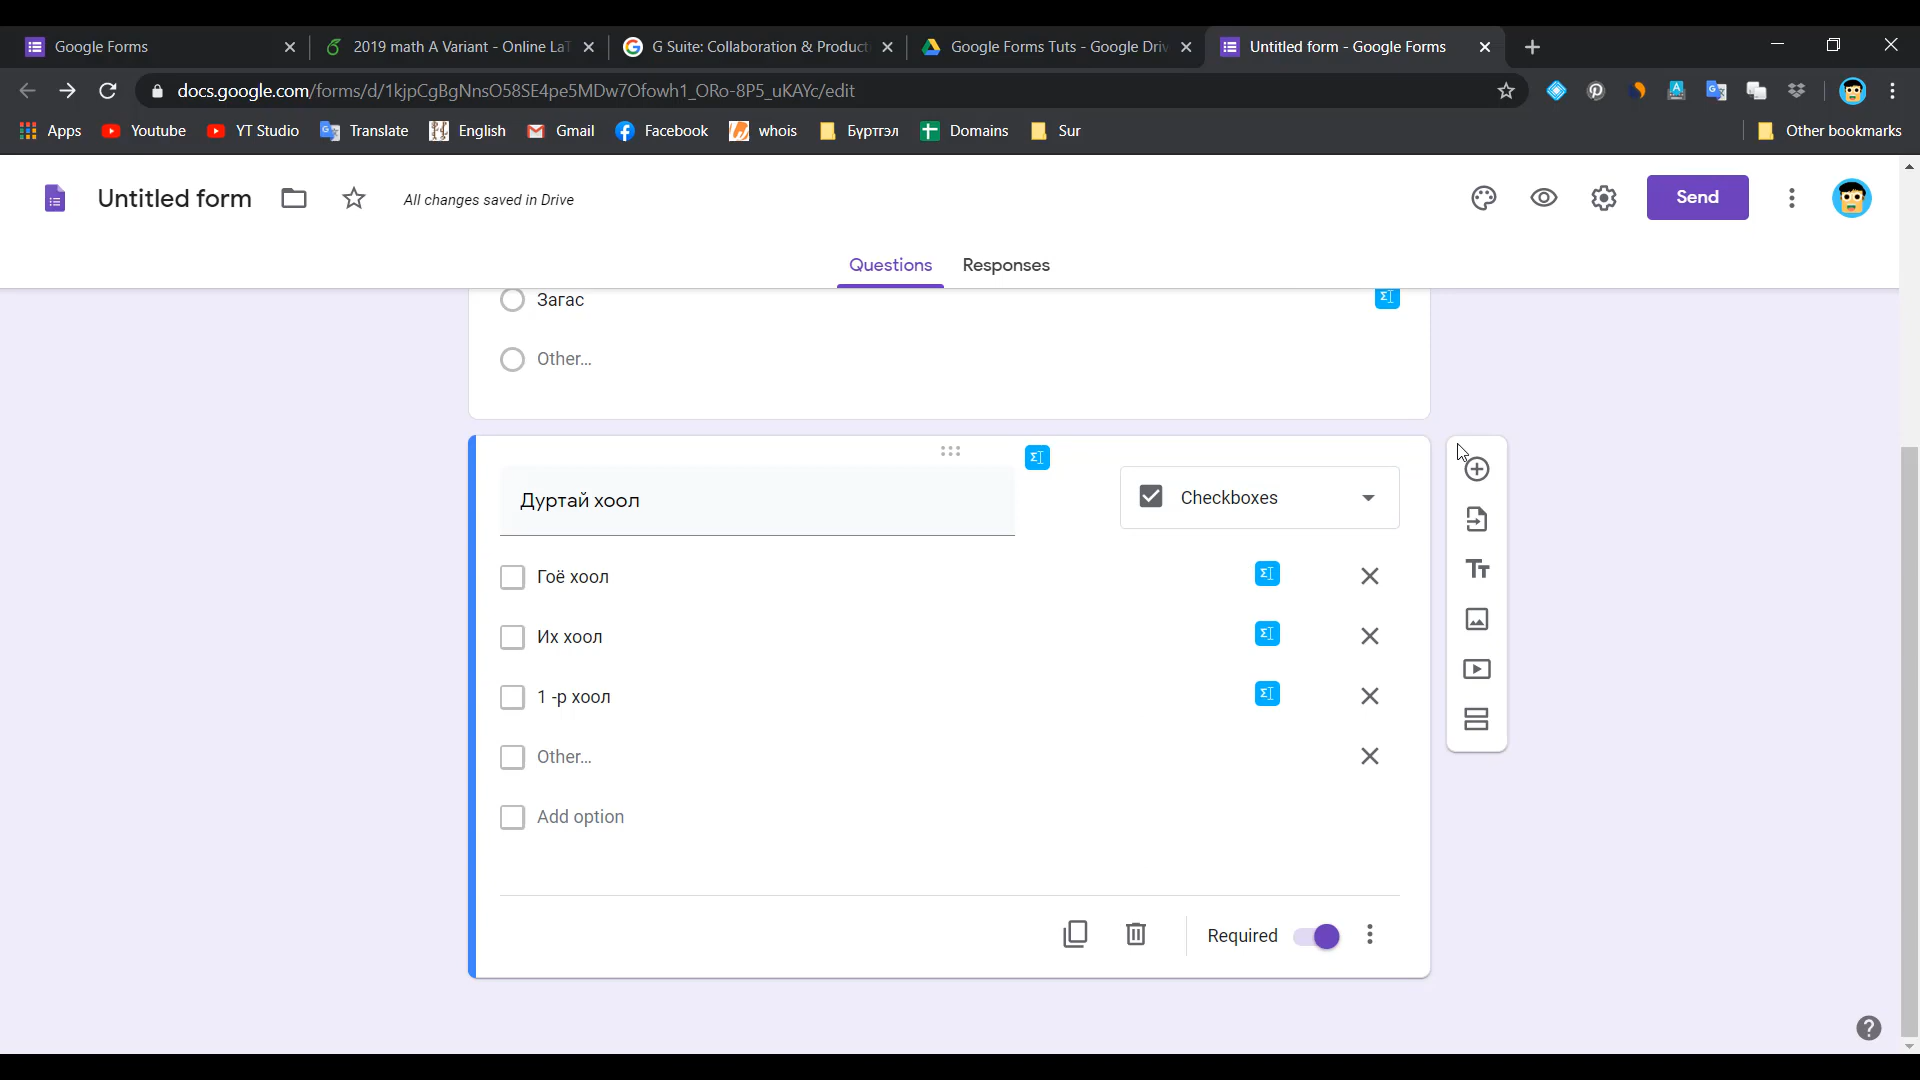 Google Forms
2019 math A Variant - Online LaT
G Suite: Collaboration & Product
Google Forms Tuts - Google Driv
Untitled form - Google Forms
docs.google.com/forms/d/1kjpCgBgNnsO58SE4pe5MDw7Ofowh1_ORo-8P5_uKAYc/edit
Apps
Youtube
YT Studio
Translate
English
Gmail
Facebook
whois
Бүртгэл
Domains
Sur
Other bookmarks
Untitled form
All changes saved in Drive
Send
Questions
Responses
Загас
Other...
Дуртай хоол
Checkboxes
Гоё хоол
Их хоол
1 -р хоол
Other...
Add option
Required